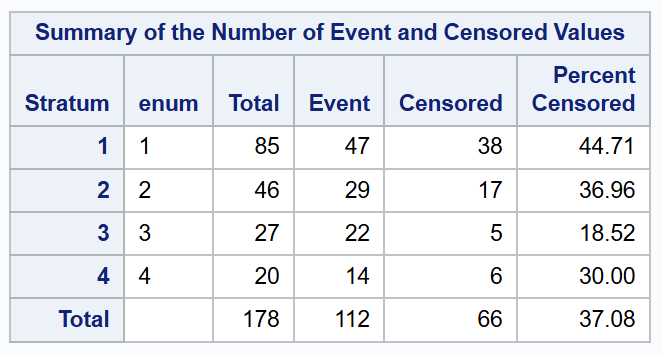 Summary of the Number of Event and Censored Values
Stratum enum Total Event Censored Percent Censored
1 1 85 47 38 44.71
2 2 46 29 17 36.96
3 3 27 22 5 18.52
4 4 20 14 6 30.00
Total 178 112 66 37.08